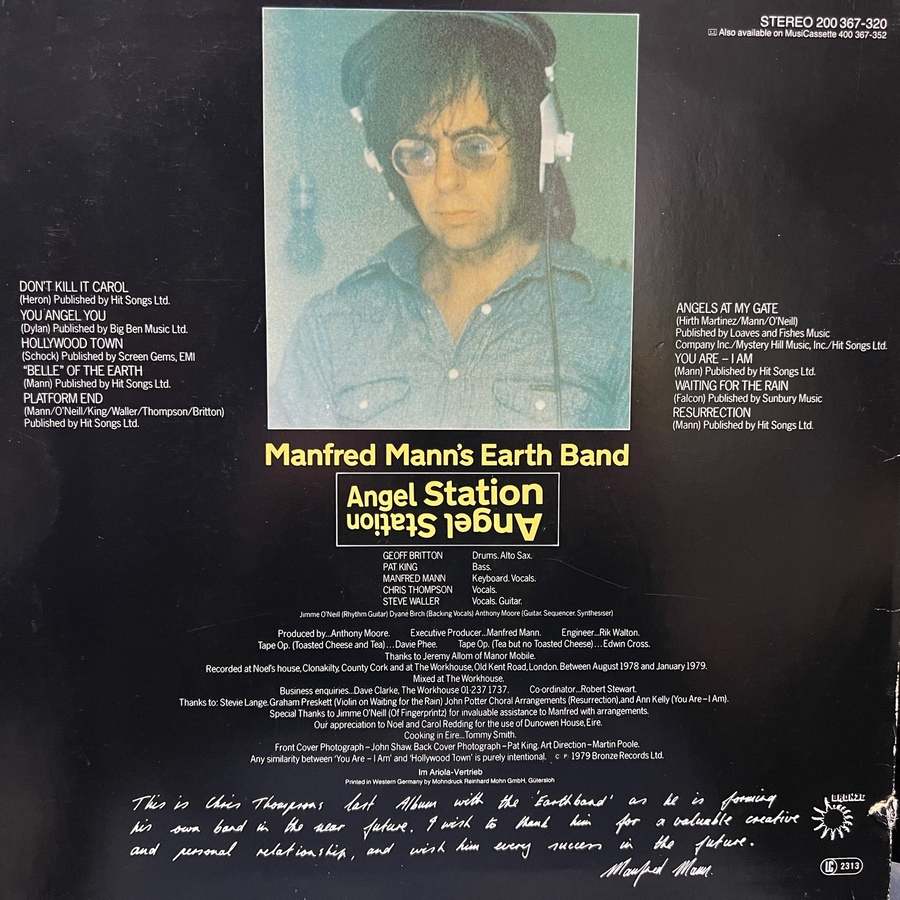 STEREO 200 367-320
Also available on MusiCassette 400 367-352
DON'T KILL IT CAROL
(Heron) Published by Hit Songs Ltd.
YOU ANGEL YOU
(Dylan) Published by Big Ben Music Ltd.
HOLLYWOOD TOWN
(Schock) Published by Screen Gems, EMI
“BELLE” OF THE EARTH
(Mann) Published by Hit Songs Ltd.
PLATFORM END
(Mann/O'Neill/King/Waller/Thompson/Britton)
Published by Hit Songs Ltd.
ANGELS AT MY GATE
(Hirth Martinez/Mann/O'Neill)
Published by Loaves and Fishes Music
Company Inc./Mystery Hill Music, Inc./Hit Songs Ltd.
YOU ARE – I AM
(Mann) Published by Hit Songs Ltd.
WAITING FOR THE RAIN
(Falcon) Published by Sunbury Music
RESURRECTION
(Mann) Published by Hit Songs Ltd.
Manfred Mann's Earth Band
Angel Station
Angel Station
GEOFF BRITTON Drums. Alto Sax.
PAT KING Bass.
MANFRED MANN Keyboard. Vocals.
CHRIS THOMPSON Vocals.
STEVE WALLER Vocals. Guitar.
Jimme O'Neill (Rhythm Guitar) Dyane Birch (Backing Vocals) Anthony Moore (Guitar. Sequencer. Synthesiser)
Produced by...Anthony Moore. Executive Producer...Manfred Mann. Engineer...Rik Walton.
Tape Op. (Toasted Cheese and Tea)...Davie Phee. Tape Op. (Tea but no Toasted Cheese)...Edwin Cross.
Thanks to Jeremy Allom of Manor Mobile.
Recorded at Noel's house, Clonakilty, County Cork and at The Workhouse, Old Kent Road, London. Between August 1978 and January 1979.
Mixed at The Workhouse.
Business enquiries...Dave Clarke, The Workhouse 01-237 1737. Co-ordinator...Robert Stewart.
Thanks to: Stevie Lange. Graham Preskett (Violin on Waiting for the Rain) John Potter Choral Arrangements (Resurrection), and Ann Kelly (You Are – I Am).
Special Thanks to Jimme O'Neill (Of Fingerprintz) for invaluable assistance to Manfred with arrangements.
Our appreciation to Noel and Carol Redding for the use of Dunowen House, Eire.
Cooking in Eire...Tommy Smith.
Front Cover Photograph – John Shaw. Back Cover Photograph – Pat King. Art Direction – Martin Poole.
Any similarity between 'You Are – I Am' and 'Hollywood Town' is purely intentional. © ℗ 1979 Bronze Records Ltd.
Im Ariola-Vertrieb
Printed in Western Germany by Mohndruck Reinhard Mohn GmbH, Gütersloh
This is Chris Thompsons last Album with the 'Earthband' as he is forming
his own band in the near future. I wish to thank him for a valuable creative
and personal relationship, and wish him every success in the future.
Manfred Mann.
BRONZE
LC 2313